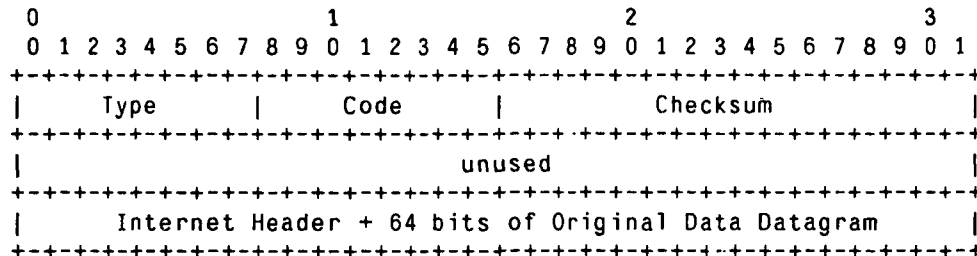 0                   1                   2                   3
 0 1 2 3 4 5 6 7 8 9 0 1 2 3 4 5 6 7 8 9 0 1 2 3 4 5 6 7 8 9 0 1
+-+-+-+-+-+-+-+-+-+-+-+-+-+-+-+-+-+-+-+-+-+-+-+-+-+-+-+-+-+-+-+-+
|     Type      |     Code      |          Checksum             |
+-+-+-+-+-+-+-+-+-+-+-+-+-+-+-+-+-+-+-+-+-+-+-+-+-+-+-+-+-+-+-+-+
|                             unused                            |
+-+-+-+-+-+-+-+-+-+-+-+-+-+-+-+-+-+-+-+-+-+-+-+-+-+-+-+-+-+-+-+-+
|      Internet Header + 64 bits of Original Data Datagram      |
+-+-+-+-+-+-+-+-+-+-+-+-+-+-+-+-+-+-+-+-+-+-+-+-+-+-+-+-+-+-+-+-+